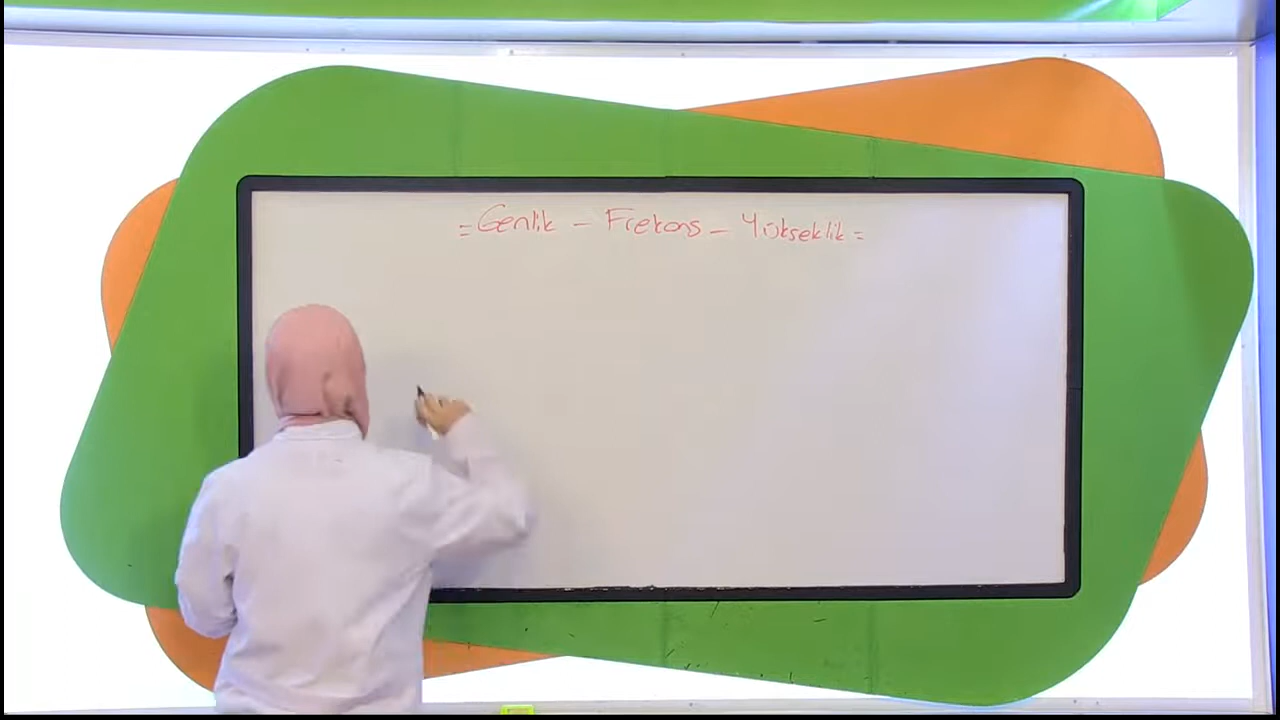 = Genlik - Frekans - Yükseklik =